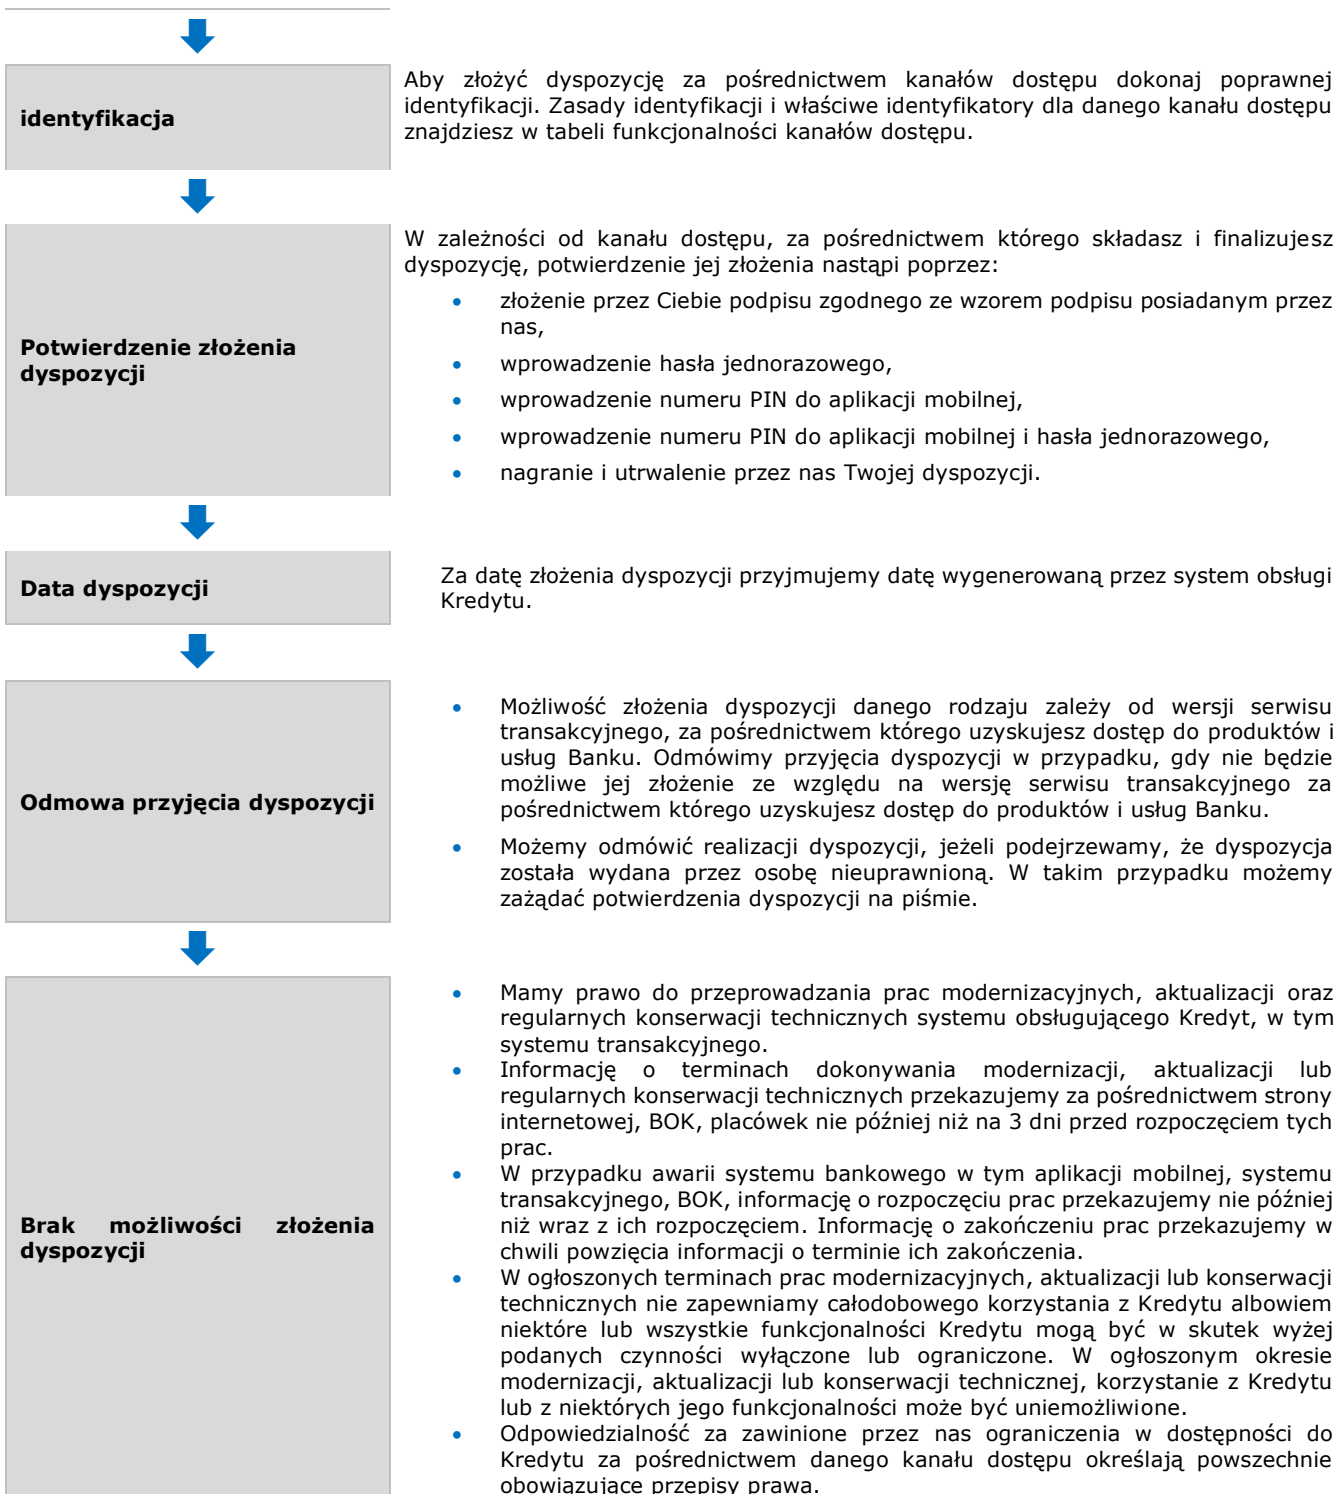 identyfikacja
Aby złożyć dyspozycję za pośrednictwem kanałów dostępu dokonaj poprawnej
identyfikacji. Zasady identyfikacji i właściwe identyfikatory dla danego kanału dostępu
znajdziesz w tabeli funkcjonalności kanałów dostępu.
Potwierdzenie złożenia
dyspozycji
W zależności od kanału dostępu, za pośrednictwem którego składasz i finalizujesz
dyspozycję, potwierdzenie jej złożenia nastąpi poprzez:
• złożenie przez Ciebie podpisu zgodnego ze wzorem podpisu posiadanym przez
nas,
• wprowadzenie hasła jednorazowego,
• wprowadzenie numeru PIN do aplikacji mobilnej,
• wprowadzenie numeru PIN do aplikacji mobilnej i hasła jednorazowego,
• nagranie i utrwalenie przez nas Twojej dyspozycji.
Data dyspozycji
Za datę złożenia dyspozycji przyjmujemy datę wygenerowaną przez system obsługi
Kredytu.
Odmowa przyjęcia dyspozycji
• Możliwość złożenia dyspozycji danego rodzaju zależy od wersji serwisu
transakcyjnego, za pośrednictwem którego uzyskujesz dostęp do produktów i
usług Banku. Odmówimy przyjęcia dyspozycji w przypadku, gdy nie będzie
możliwe jej złożenie ze względu na wersję serwisu transakcyjnego za
pośrednictwem którego uzyskujesz dostęp do produktów i usług Banku.
• Możemy odmówić realizacji dyspozycji, jeżeli podejrzewamy, że dyspozycja
została wydana przez osobę nieuprawnioną. W takim przypadku możemy
zażądać potwierdzenia dyspozycji na piśmie.
Brak możliwości złożenia
dyspozycji
• Mamy prawo do przeprowadzania prac modernizacyjnych, aktualizacji oraz
regularnych konserwacji technicznych systemu obsługującego Kredyt, w tym
systemu transakcyjnego.
• Informację o terminach dokonywania modernizacji, aktualizacji lub
regularnych konserwacji technicznych przekazujemy za pośrednictwem strony
internetowej, BOK, placówek nie później niż na 3 dni przed rozpoczęciem tych
prac.
• W przypadku awarii systemu bankowego w tym aplikacji mobilnej, systemu
transakcyjnego, BOK, informację o rozpoczęciu prac przekazujemy nie później
niż wraz z ich rozpoczęciem. Informację o zakończeniu prac przekazujemy w
chwili powzięcia informacji o terminie ich zakończenia.
• W ogłoszonych terminach prac modernizacyjnych, aktualizacji lub konserwacji
technicznych nie zapewniamy całodobowego korzystania z Kredytu albowiem
niektóre lub wszystkie funkcjonalności Kredytu mogą być w skutek wyżej
podanych czynności wyłączone lub ograniczone. W ogłoszonym okresie
modernizacji, aktualizacji lub konserwacji technicznej, korzystanie z Kredytu
lub z niektórych jego funkcjonalności może być uniemożliwione.
• Odpowiedzialność za zawinione przez nas ograniczenia w dostępności do
Kredytu za pośrednictwem danego kanału dostępu określają powszechnie
obowiązujące przepisy prawa.